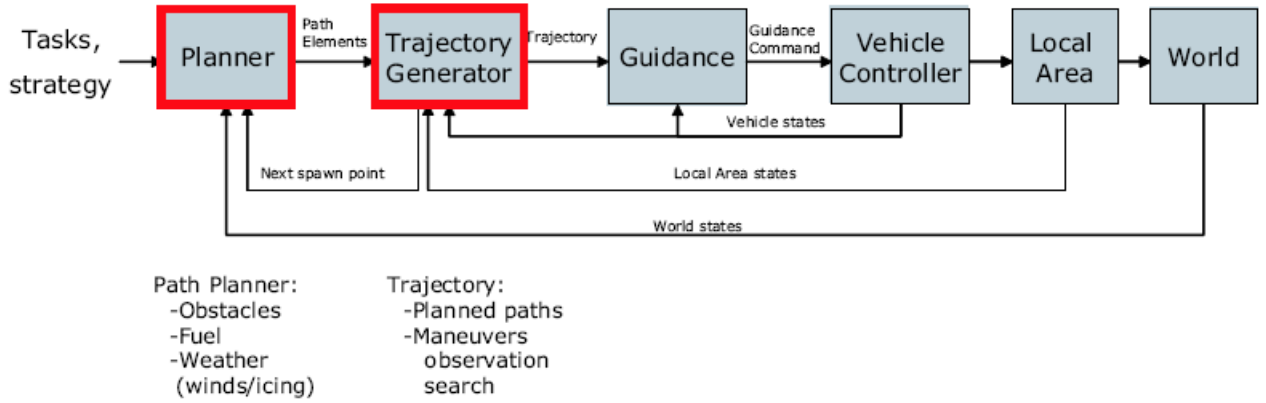 Tasks,
strategy
Planner
Path
Elements
Trajectory
Generator
Trajectory
Guidance
Guidance
Command
Vehicle
Controller
Local
Area
World
Vehicle states
Next spawn point
Local Area states
World states
Path Planner:
-Obstacles
-Fuel
-Weather
(winds/icing)
Trajectory:
-Planned paths
-Maneuvers
observation
search